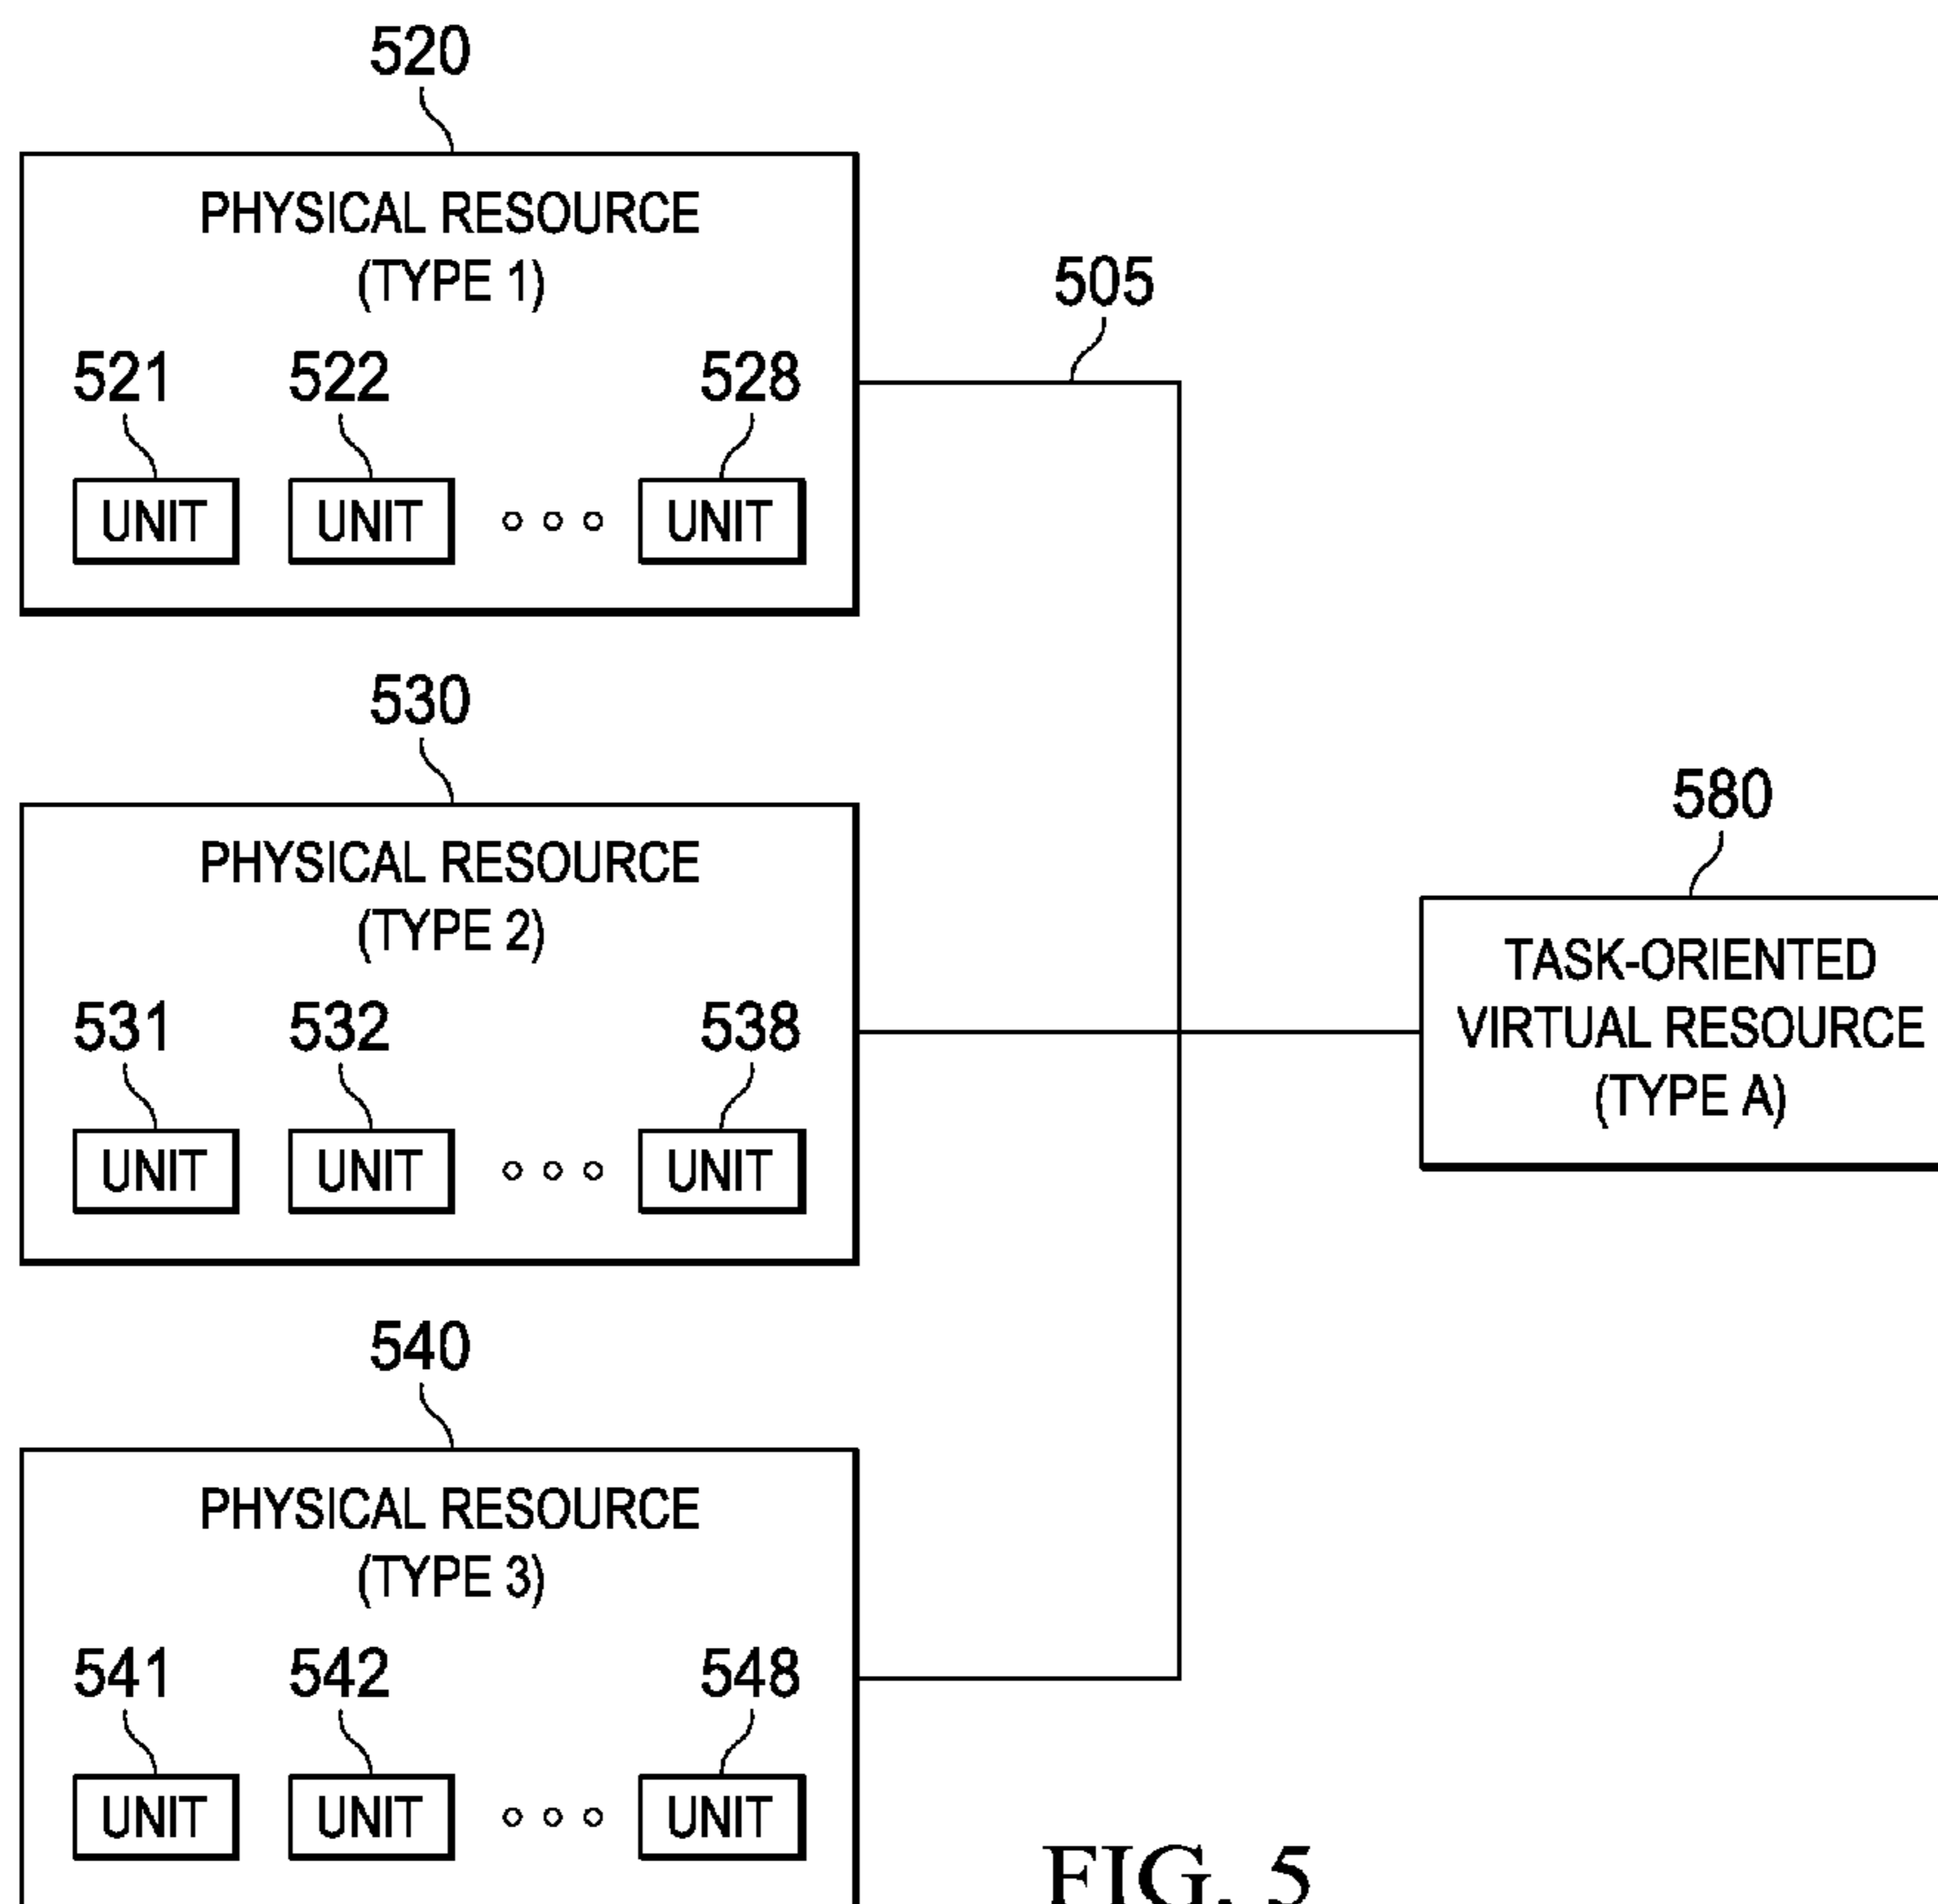 520
PHYSICAL RESOURCE
(TYPE 1)
521 522 528
UNIT UNIT UNIT
505
530
PHYSICAL RESOURCE
(TYPE 2)
531 532 538
UNIT UNIT UNIT
580
TASK-ORIENTED
VIRTUAL RESOURCE
(TYPE A)
540
PHYSICAL RESOURCE
(TYPE 3)
541 542 548
UNIT UNIT UNIT
FIG. 5